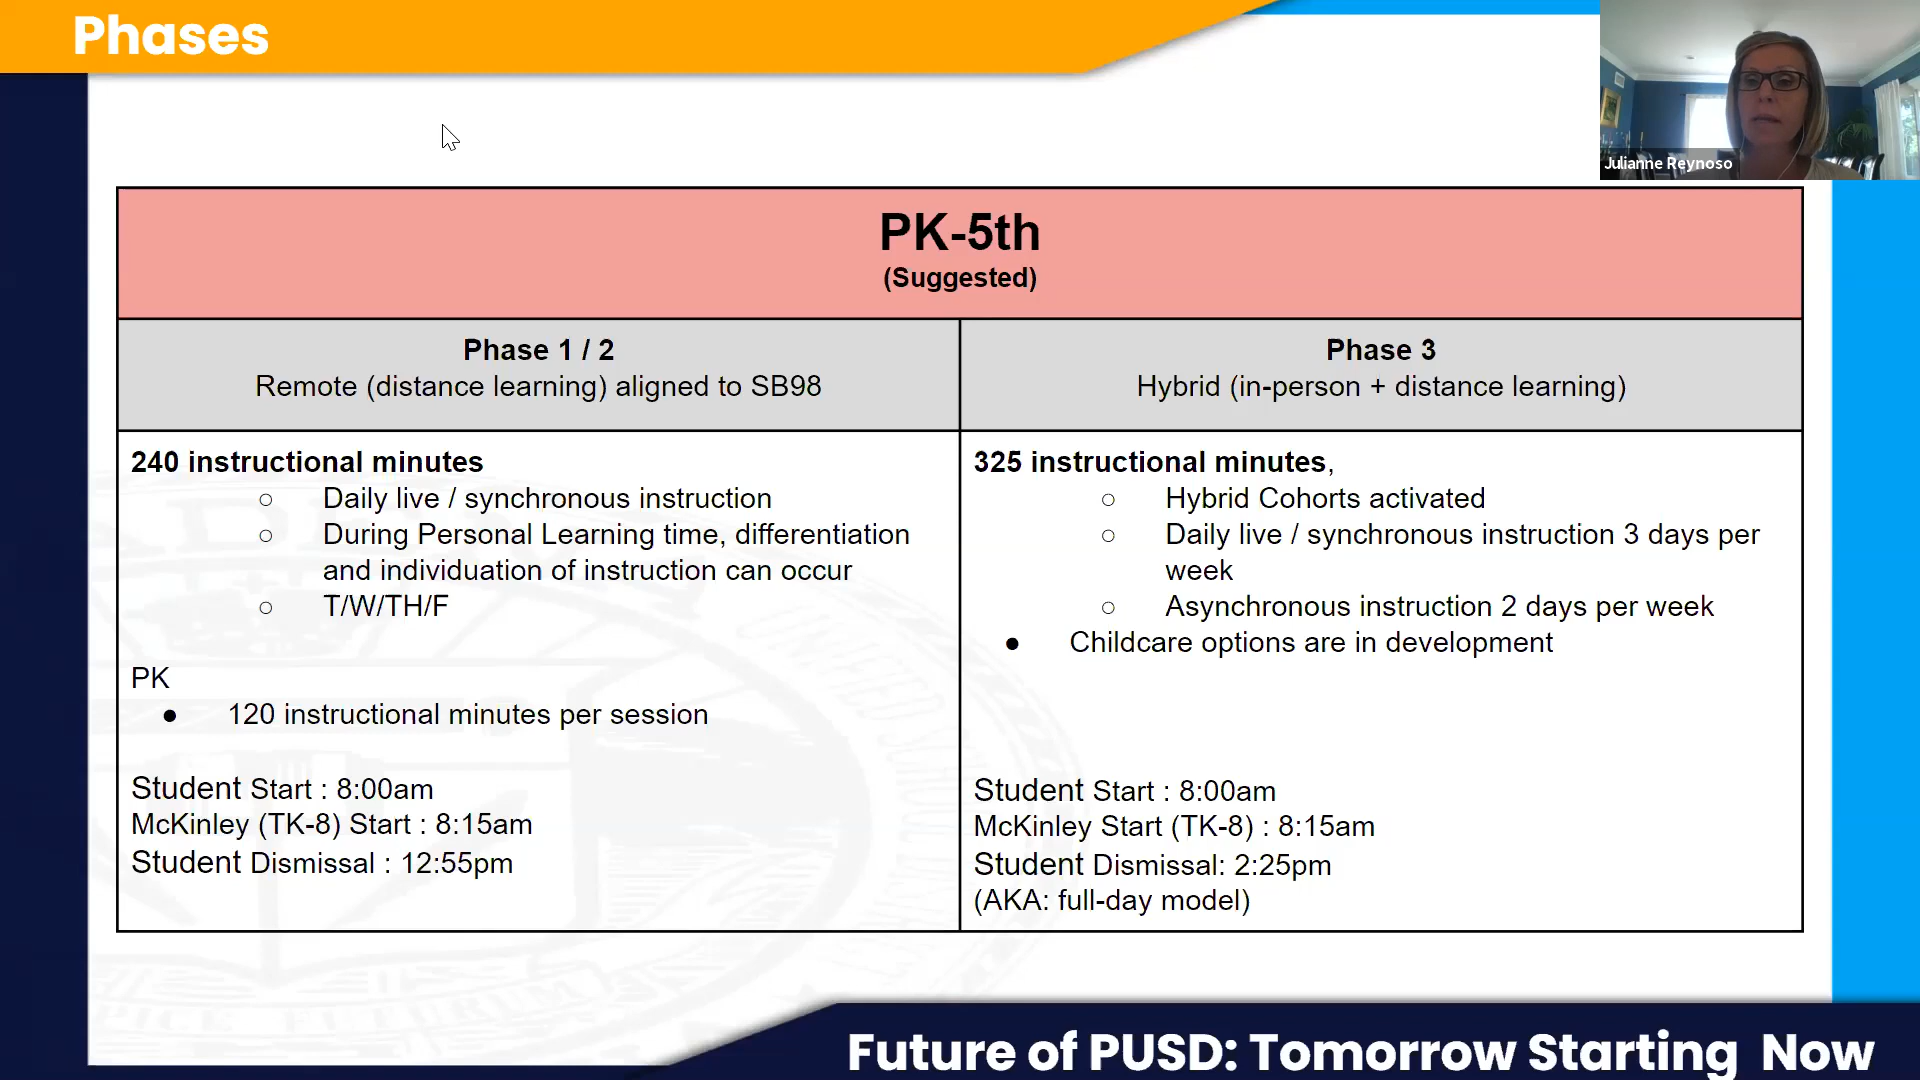 Phases
Julianne Reynoso
PK-5th
(Suggested)
Phase 1 / 2
Remote (distance learning) aligned to SB98
Phase 3
Hybrid (in-person + distance learning)
240 instructional minutes
○ Daily live / synchronous instruction
○ During Personal Learning time, differentiation
and individuation of instruction can occur
○ T/W/TH/F
PK
● 120 instructional minutes per session
Student Start : 8:00am
McKinley (TK-8) Start : 8:15am
Student Dismissal : 12:55pm
325 instructional minutes,
○ Hybrid Cohorts activated
○ Daily live / synchronous instruction 3 days per
week
○ Asynchronous instruction 2 days per week
● Childcare options are in development
Student Start : 8:00am
McKinley Start (TK-8) : 8:15am
Student Dismissal: 2:25pm
(AKA: full-day model)
Future of PUSD: Tomorrow Starting Now